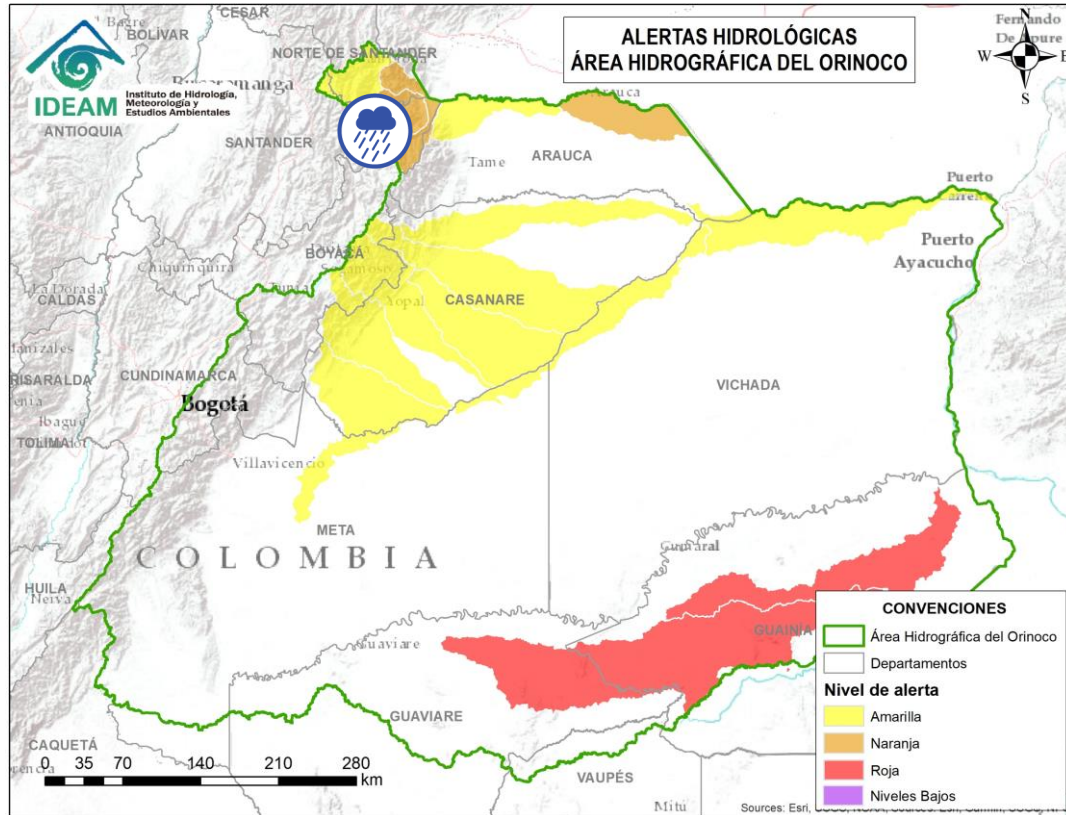 ALERTAS HIDROLÓGICAS
ÁREA HIDROGRÁFICA DEL ORINOCO
N
W
S
IDEAM
Instituto de Hidrología,
Meteorología y
Estudios Ambientales
CESAR
BOLÍVAR
NORTE DE SANTANDER
ANTIOQUIA
SANTANDER
Arauca
ARAUCA
Tame
Puerto
Puerto
Ayacucho
BOYACÁ
Chiquinquirá
La Dorada
CALDAS
Yopal
CASANARE
RISARALDA
CUNDINAMARCA
Bogotá
VICHADA
Ibague
TOLIMA
Villavicencio
META
COLOMBIA
HUILA
Neiva
Guaviare
GUAINÍA
GUAVIARE
CAQUETÁ
VAUPÉS
Mitú
0 35 70 140 210 280
km
CONVENCIONES
Área Hidrográfica del Orinoco
Departamentos
Nivel de alerta
Amarilla
Naranja
Roja
Niveles Bajos
Sources: Esri,